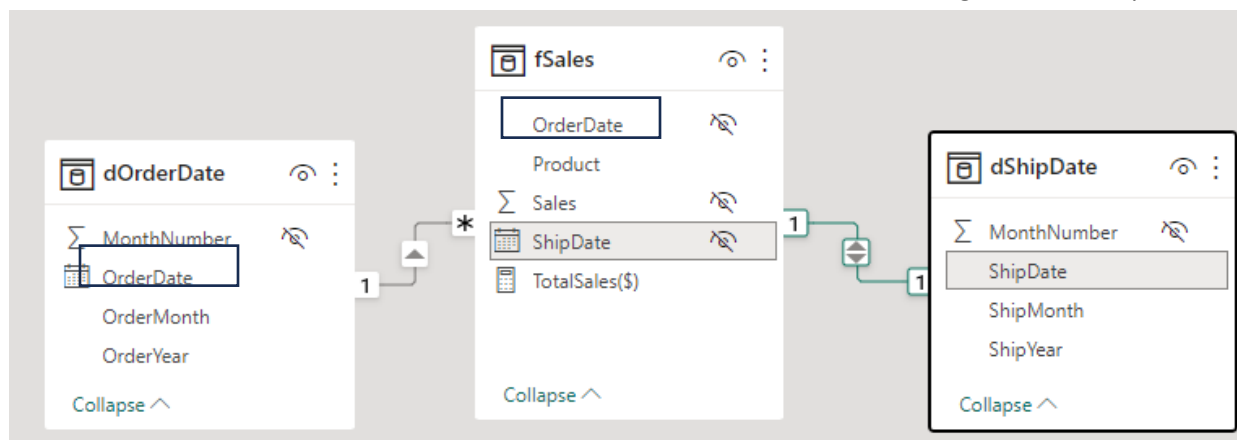 fSales
OrderDate
Product
Sales
ShipDate
TotalSales($)
Collapse
dOrderDate
MonthNumber
OrderDate
OrderMonth
OrderYear
Collapse
dShipDate
MonthNumber
ShipDate
ShipMonth
ShipYear
Collapse
1
*
1
1